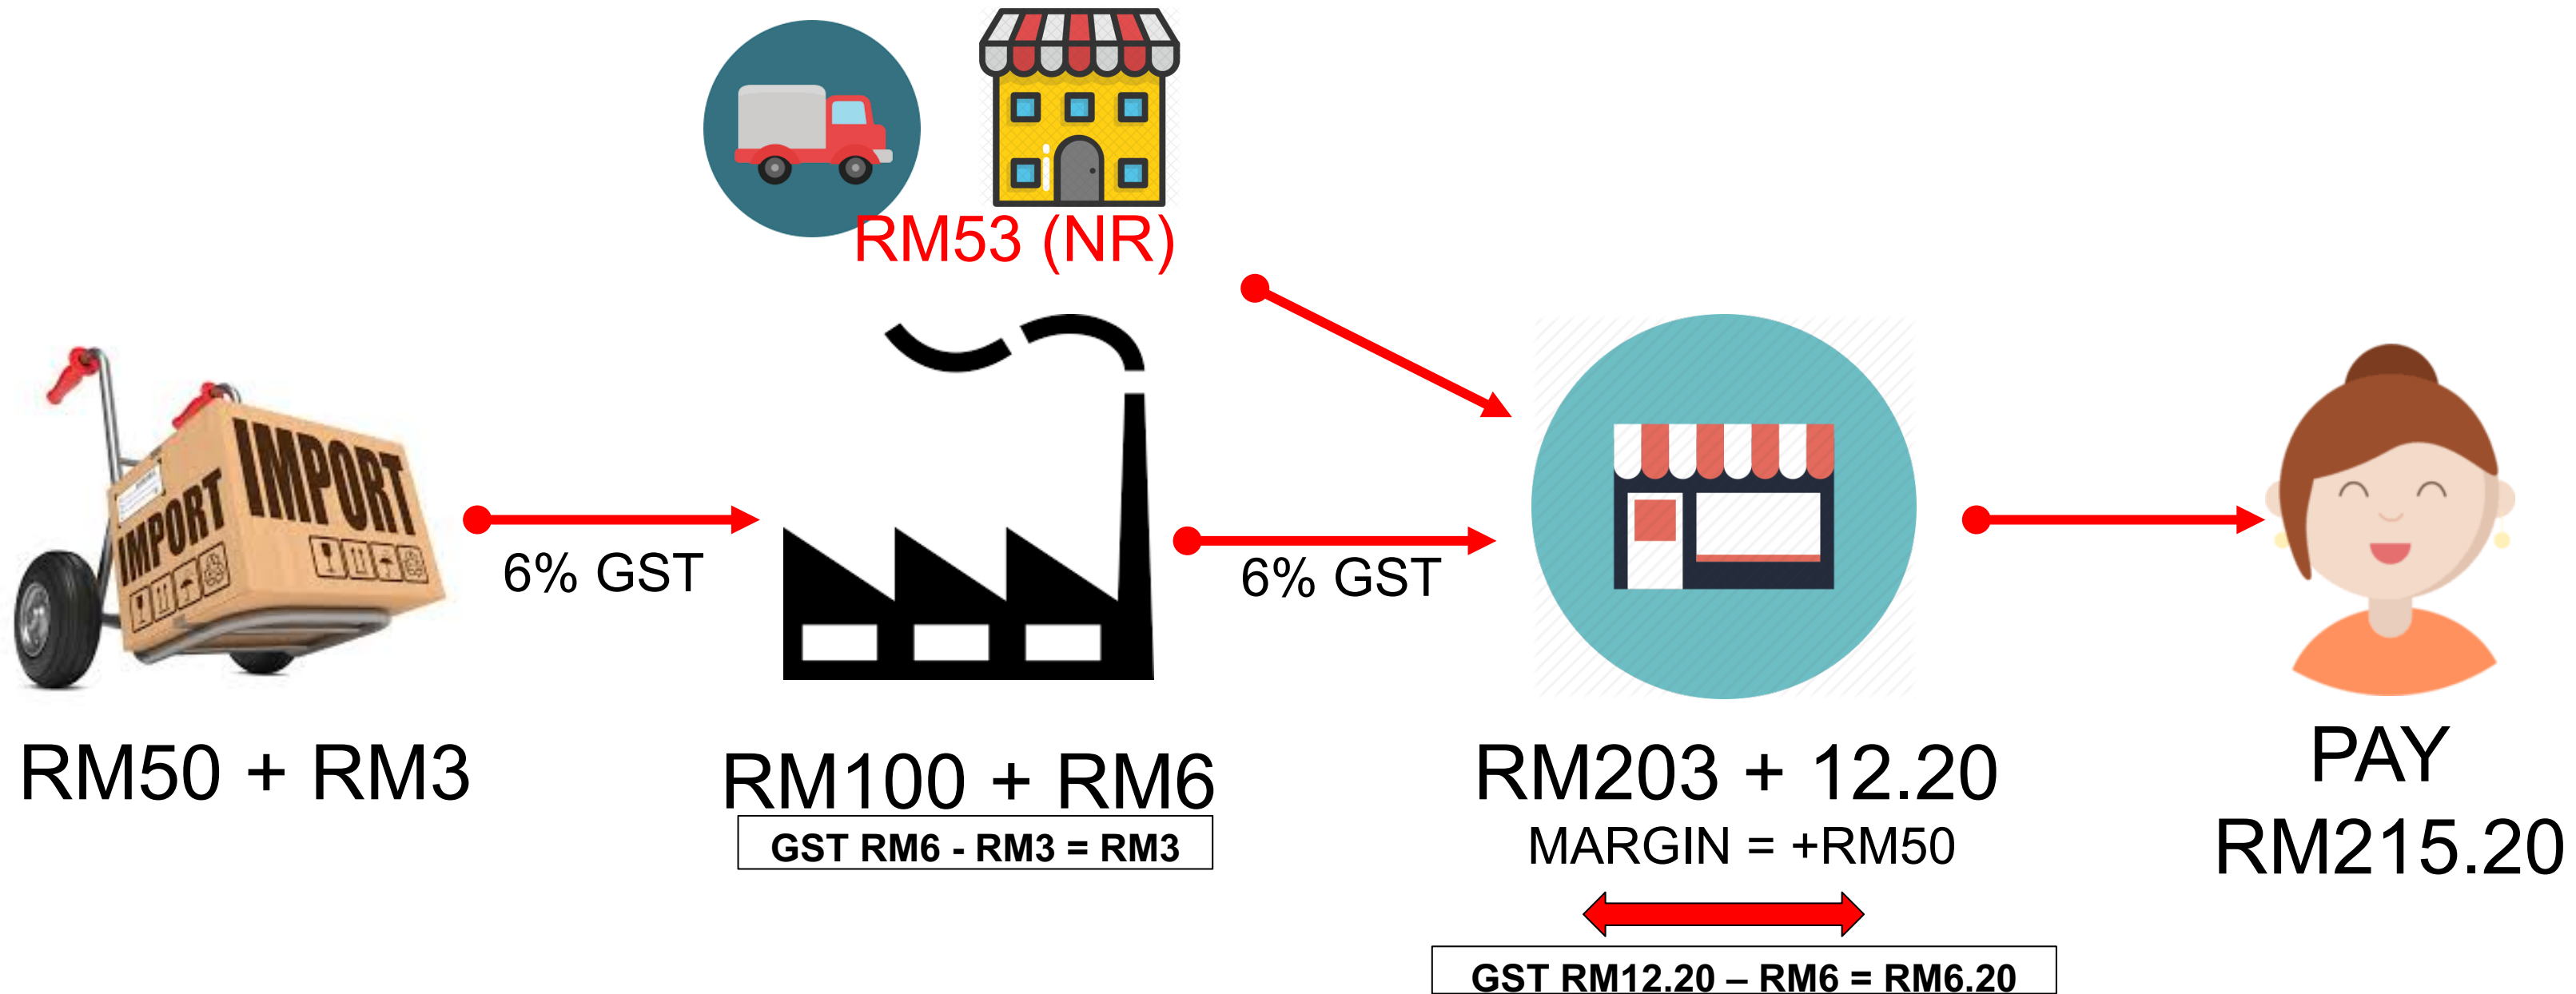 RM53 (NR)
IMPORT
IMPORT
6% GST
6% GST
RM50 + RM3
RM100 + RM6
GST RM6 - RM3 = RM3
RM203 + 12.20
MARGIN = +RM50
GST RM12.20 – RM6 = RM6.20
PAY
RM215.20